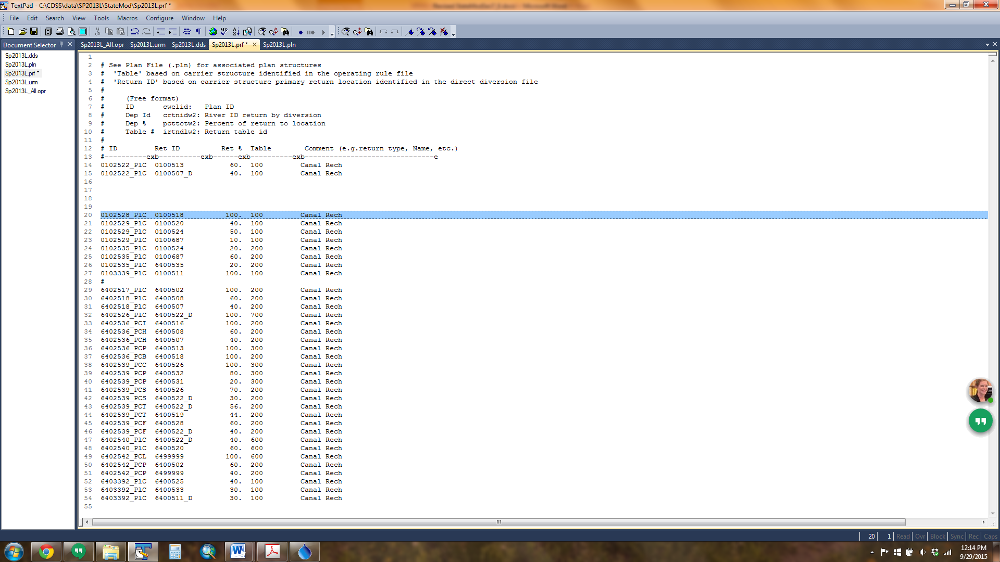 TextPad - C:\CDSS\data\SP2013L\StateMod\Sp2013L.prf *
File Edit Search View Tools Macros Configure Window Help
Document Selector
Sp2013L_All.opr Sp2013L.urm Sp2013L.dds Sp2013L.prf * Sp2013L.pln
Sp2013L.dds
Sp2013L.pln
Sp2013L.prf *
Sp2013L.urm
Sp2013L_All.opr
1
2 # See Plan File (.pln) for associated plan structures
3 # 'Table' based on carrier structure identified in the operating rule file
4 # 'Return ID' based on carrier structure primary return location identified in the direct diversion file
5 #
6 # (Free format)
7 # ID cwelid: Plan ID
8 # Dep Id crtnidw2: River ID return by diversion
9 # Dep % pcttotw2: Percent of return to location
10 # Table # irtndlw2: Return table id
11 #
12 # ID Ret ID Ret % Table Comment (e.g.return type, Name, etc.)
13 #----------exb----------exb------exb----------exb-------------------------------e
14 0102522_PlC 0100513 60. 100 Canal Rech
15 0102522_PlC 0100507_D 40. 100 Canal Rech
16
17
18
19
20 0102528_PlC 0100518 100. 100 Canal Rech
21 0102529_PlC 0100520 40. 100 Canal Rech
22 0102529_PlC 0100524 50. 100 Canal Rech
23 0102529_PlC 0100687 10. 100 Canal Rech
24 0102535_PlC 0100524 20. 200 Canal Rech
25 0102535_PlC 0100687 60. 200 Canal Rech
26 0102535_PlC 6400535 20. 200 Canal Rech
27 0103339_PlC 0100511 100. 100 Canal Rech
28 #
29 6402517_PlC 6400502 100. 200 Canal Rech
30 6402518_PlC 6400508 60. 200 Canal Rech
31 6402518_PlC 6400507 40. 200 Canal Rech
32 6402526_PlC 6400522_D 100. 700 Canal Rech
33 6402536_PCI 6400516 100. 200 Canal Rech
34 6402536_PCH 6400508 60. 200 Canal Rech
35 6402536_PCH 6400507 40. 200 Canal Rech
36 6402536_PCP 6400513 100. 300 Canal Rech
37 6402536_PCB 6400518 100. 200 Canal Rech
38 6402539_PCC 6400526 100. 300 Canal Rech
39 6402539_PCP 6400532 80. 300 Canal Rech
40 6402539_PCP 6400531 20. 300 Canal Rech
41 6402539_PCS 6400526 70. 200 Canal Rech
42 6402539_PCS 6400522_D 30. 200 Canal Rech
43 6402539_PCT 6400522_D 56. 200 Canal Rech
44 6402539_PCT 6400519 44. 200 Canal Rech
45 6402539_PCF 6400528 60. 200 Canal Rech
46 6402539_PCF 6400522_D 40. 200 Canal Rech
47 6402540_PlC 6400522_D 40. 600 Canal Rech
48 6402540_PlC 6400520 60. 600 Canal Rech
49 6402542_PCL 6499999 100. 600 Canal Rech
50 6402542_PCP 6400502 60. 200 Canal Rech
51 6402542_PCP 6499999 40. 200 Canal Rech
52 6403392_PlC 6400525 40. 100 Canal Rech
53 6403392_PlC 6400533 30. 100 Canal Rech
54 6403392_PlC 6400511_D 30. 100 Canal Rech
55
20 1 Read Ovr Block Sync Rec Caps
12:14 PM
9/29/2015